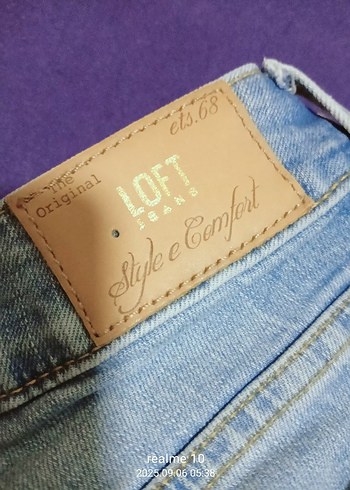 ets.68
The
Original
LOFT
JEANS
Style e Comfort
realme 10
2025.09.06 05:38